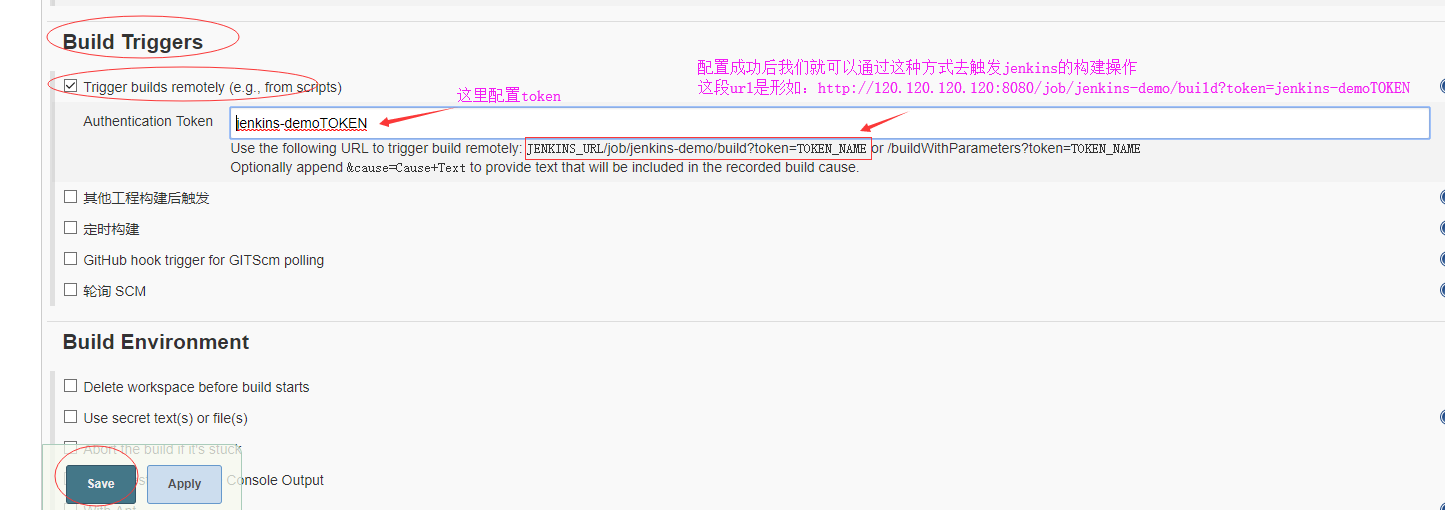 Build Triggers
Trigger builds remotely (e.g., from scripts)
配置成功后我们就可以通过这种方式去触发jenkins的构建操作
这段url是形如：http://120.120.120.120:8080/job/jenkins-demo/build?token=jenkins-demoTOKEN
这里配置token
Authentication Token
jenkins-demoTOKEN
Use the following URL to trigger build remotely: JENKINS_URL/job/jenkins-demo/build?token=TOKEN_NAME or /buildWithParameters?token=TOKEN_NAME
Optionally append &cause=Cause+Text to provide text that will be included in the recorded build cause.
其他工程构建后触发
定时构建
GitHub hook trigger for GITScm polling
轮询 SCM
Build Environment
Delete workspace before build starts
Use secret text(s) or file(s)
Abort the build if it's stuck
Console Output
Save
Apply
With Ant